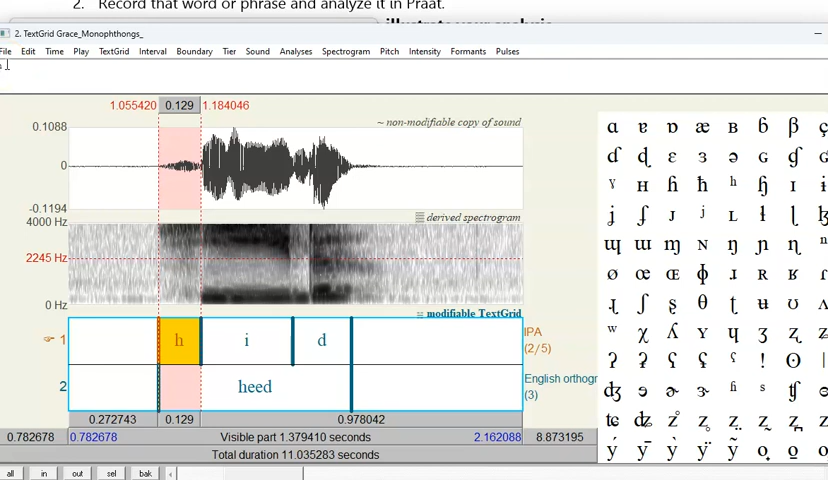 2. Record that word or phrase and analyze it in Praat.
2. TextGrid Grace_Monophthongs_
File Edit Time Play TextGrid Interval Boundary Tier Sound Analyses Spectrogram Pitch Intensity Formants Pulses
1.055420 0.129 1.184046
0.1088 ~ non-modifiable copy of sound
0
-0.1194
4000 Hz derived spectrogram
2245 Hz
0 Hz
modifiable TextGrid
1 h i d IPA
(2/5)
2 heed English orthogr
(3)
0.272743 0.129 0.978042
0.782678 0.782678 Visible part 1.379410 seconds 2.162088 8.873195
Total duration 11.035283 seconds
all in out sel bak
ɑ ɐ ɒ æ ʙ ɓ β ç
ɗ ɖ ɛ ɜ ə ɢ ɠ
ɣ ʜ ɦ ħ ʰ ɧ ɪ ɨ
ʝ ʄ ɟ ʲ ʟ ɫ ɭ ɮ
ɰ ɯ ɱ ɴ ŋ ɲ ɳ ⁿ
ø œ ɶ ɸ ɹ ʀ ʁ ɾ
ɻ ʃ ʂ θ ʈ ʉ ʊ ʌ
ʷ χ ʎ ʏ ɥ ʒ ʐ